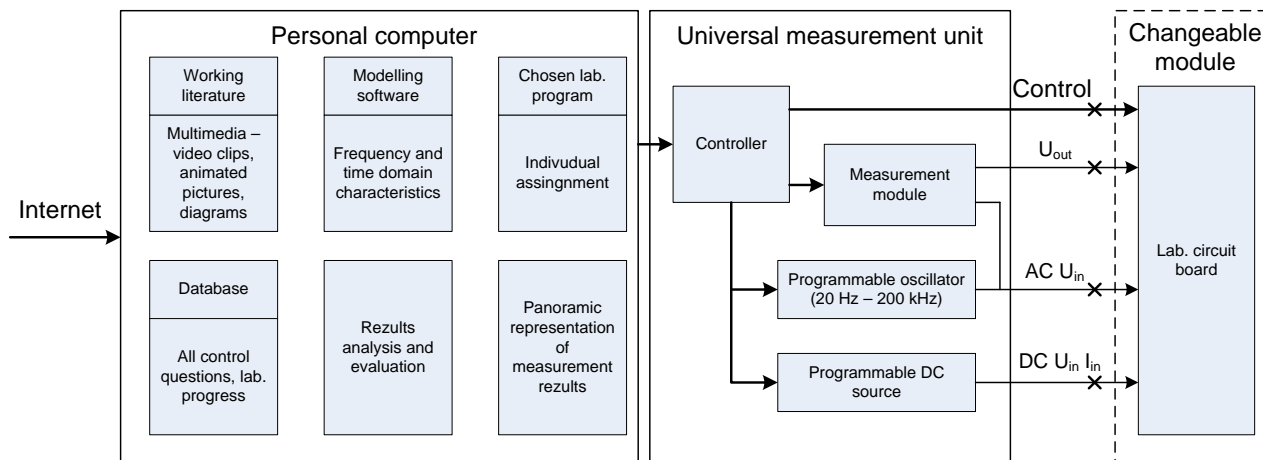 Personal computer
Universal measurement unit
Changeable
module
Internet
Working
literature
Multimedia –
video clips,
animated
pictures,
diagrams
Modelling
software
Frequency and
time domain
characteristics
Chosen lab.
program
Indivudual
assingnment
Database
All control
questions, lab.
progress
Rezults
analysis and
evaluation
Panoramic
representation
of
measurement
rezults
Controller
Measurement
module
Programmable oscillator
(20 Hz – 200 kHz)
Programmable DC
source
Control
Uout
AC Uin
DC Uin Iin
Lab. circuit
board